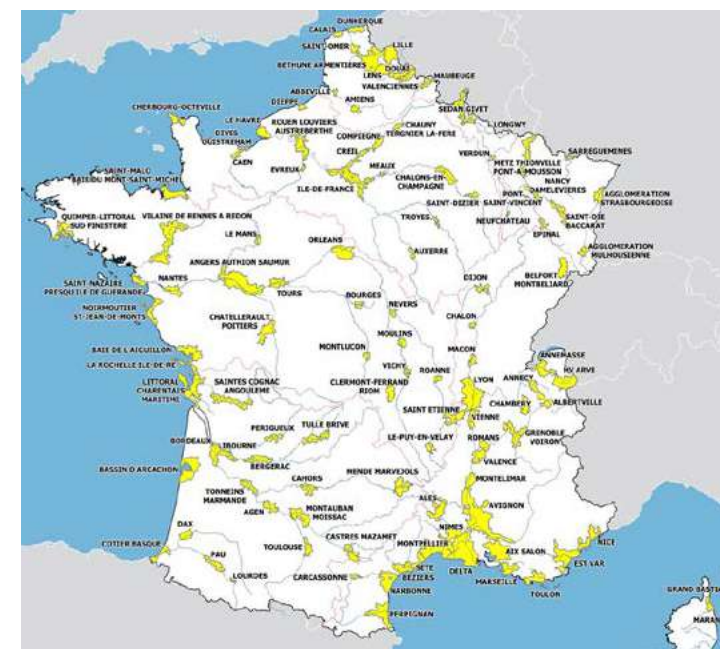 DUNKERQUE
CALAIS
SAINT-OMER
LILLE
BETHUNE ARMENTIERES
DOUAI
LENS
VALENCIENNES
MAUBEUGE
ABBEVILLE
DIEPPE
AMIENS
SEDAN GIVET
CHERBOURG-OCTEVILLE
LE HAVRE
ROUEN LOUVIERS
AUSTREBERTHE
CHAUNY
TERGNIER LA-FERE
LONGWY
DIVES
OUISTREHAM
COMPIEGNE
CREIL
VERDUN
SARREGUEMINES
METZ THIONVILLE
PONT-A-MOUSSON
CAEN
EVREUX
MEAUX
CHALONS-EN-
CHAMPAGNE
NANCY
DAMELEVIERES
SAINT-MALO
BAIE DU MONT-SAINT-MICHEL
ILE-DE-FRANCE
SAINT-DIZIER
PONT
SAINT-VINCENT
AGGLOMERATION
STRASBOURGEOISE
QUIMPER-LITTORAL
SUD FINISTERE
VILAINE DE RENNES A REDON
LE MANS
ORLEANS
TROYES
NEUFCHATEAU
SAINT-DIE
BACCARAT
EPINAL
AUXERRE
AGGLOMERATION
MULHOUSIENNE
ANGERS AUTHION SAUMUR
SAINT-NAZAIRE
PRESQU'ILE DE GUERANDE
NANTES
TOURS
DIJON
BELFORT
MONTBELIARD
BOURGES
NEVERS
NOIRMOUTIER
ST-JEAN-DE-MONTS
CHATELLERAULT
POITIERS
CHALON
MOULINS
BAIE DE L'AIGUILLON
MONTLUCON
MACON
ANNEMASSE
LA ROCHELLE ILE-DE-RE
VICHY
ROANNE
LYON
ANNECY
HV ARVE
LITTORAL
CHARENTAIS
MARITIME
SAINTES COGNAC
ANGOULEME
CLERMONT-FERRAND
RIOM
SAINT ETIENNE
VIENNE
CHAMBERY
ALBERTVILLE
PERIGUEUX
TULLE BRIVE
LE-PUY-EN-VELAY
ROMANS
GRENOBLE
VOIRON
BORDEAUX
LIBOURNE
BERGERAC
VALENCE
BASSIN D'ARCACHON
CAHORS
MENDE MARVEJOLS
MONTELIMAR
TONNEINS
MARMANDE
AGEN
MONTAUBAN
MOISSAC
ALES
AVIGNON
DAX
NIMES
COTIER BASQUE
PAU
TOULOUSE
CASTRES MAZAMET
MONTPELLIER
AIX SALON
NICE
EST VAR
LOURDES
CARCASSONNE
SETE
BEZIERS
DELTA
MARSEILLE
TOULON
NARBONNE
PERPIGNAN
GRAND BASTIA
MARAN